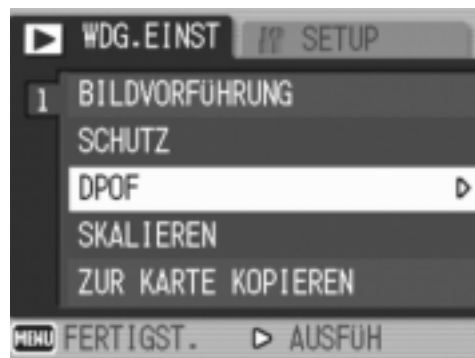 WDG.EINST SETUP
1 BILDVORFÜHRUNG
SCHUTZ
DPOF
SKALIEREN
ZUR KARTE KOPIEREN
MENU FERTIGST. AUSFÜH